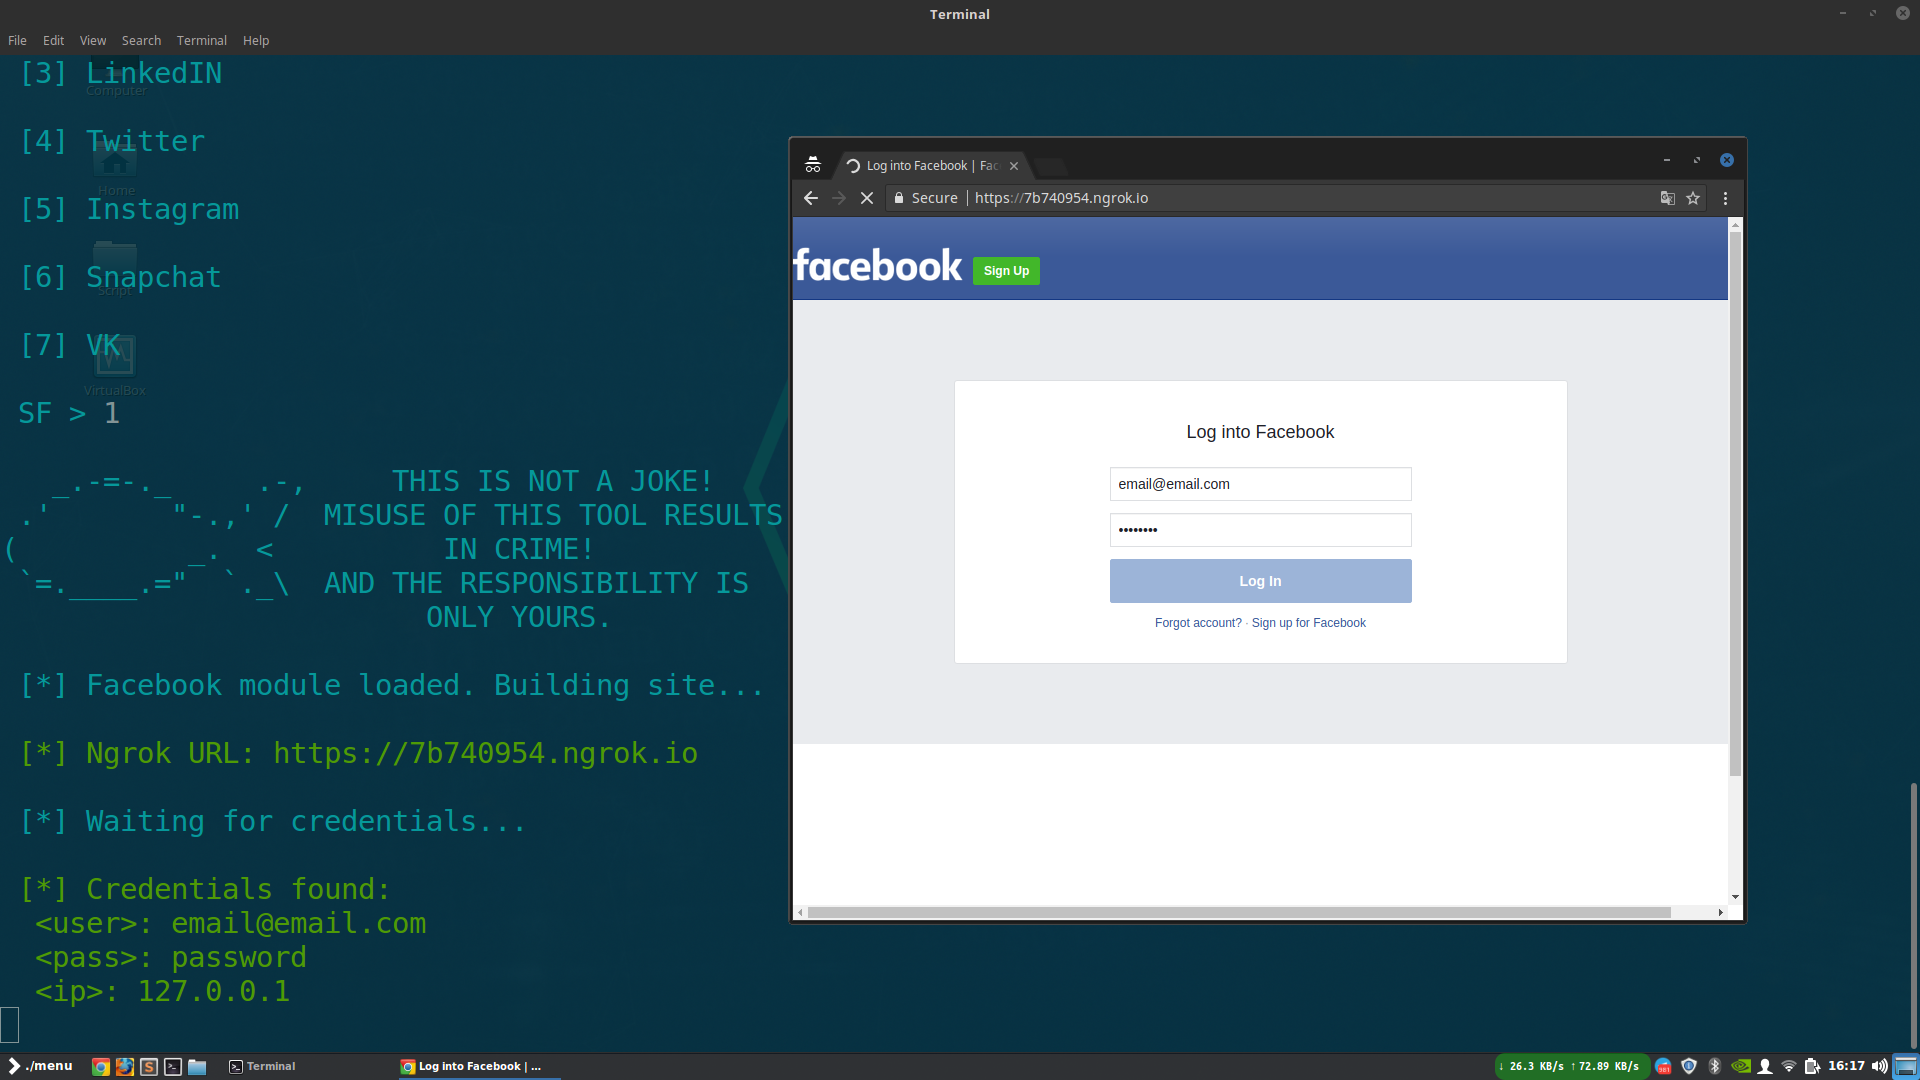 Terminal
File Edit View Search Terminal Help
[3] LinkedIN
Computer
[4] Twitter
Home
[5] Instagram
[6] Snapchat
Script
[7] VK
VirtualBox
SF > 1
_.-=-._ .-, THIS IS NOT A JOKE!
.' "-.,' / MISUSE OF THIS TOOL RESULTS
( _. < IN CRIME!
`=.____.=" `._\ AND THE RESPONSIBILITY IS
ONLY YOURS.
[*] Facebook module loaded. Building site...
[*] Ngrok URL: https://7b740954.ngrok.io
[*] Waiting for credentials...
[*] Credentials found:
<user>: email@email.com
<pass>: password
<ip>: 127.0.0.1
Log into Facebook | Fac
Secure | https://7b740954.ngrok.io
facebook Sign Up
Log into Facebook
email@email.com
••••••••
Log In
Forgot account? · Sign up for Facebook
./menu Terminal Log into Facebook | ... ↓ 26.3 KB/s ↑ 72.89 KB/s 16:17